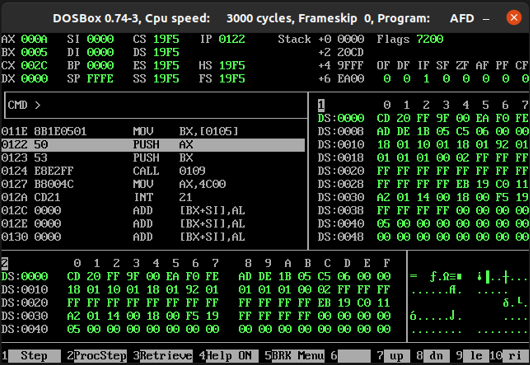 DOSBox 0.74-3, Cpu speed: 3000 cycles, Frameskip 0, Program: AFD
AX 000A SI 0000 CS 19F5 IP 0122 Stack +0 0000 Flags 7200
BX 0005 DI 0000 DS 19F5 +2 20CD
CX 002C BP 0000 ES 19F5 HS 19F5 +4 9FFF OF DF IF SF ZF AF PF CF
DX 0000 SP FFFE SS 19F5 FS 19F5 +6 EA00 0 0 1 0 0 0 0 0
CMD >
1 0 1 2 3 4 5 6 7
DS:0000 CD 20 FF 9F 00 EA F0 FE
DS:0008 AD DE 1B 05 C5 06 00 00
011E 8B1E0501 MOV BX,[0105] DS:0010 18 01 10 01 18 01 92 01
0122 50 PUSH AX DS:0018 01 01 01 00 02 FF FF FF
0123 53 PUSH BX DS:0020 FF FF FF FF FF FF FF FF
0124 E8E2FF CALL 0109 DS:0028 FF FF FF FF EB 19 C0 11
0127 B8004C MOV AX,4C00 DS:0030 A2 01 14 00 18 00 F5 19
012A CD21 INT 21 DS:0038 FF FF FF FF 00 00 00 00
012C 0000 ADD [BX+SI],AL DS:0040 05 00 00 00 00 00 00 00
012E 0000 ADD [BX+SI],AL DS:0048 00 00 00 00 00 00 00 00
0130 0000 ADD [BX+SI],AL
2 0 1 2 3 4 5 6 7 8 9 A B C D E F
DS:0000 CD 20 FF 9F 00 EA F0 FE AD DE 1B 05 C5 06 00 00
DS:0010 18 01 10 01 18 01 92 01 01 01 01 00 02 FF FF FF
DS:0020 FF FF FF FF FF FF FF FF FF FF FF FF EB 19 C0 11
DS:0030 A2 01 14 00 18 00 F5 19 FF FF FF FF 00 00 00 00
DS:0040 05 00 00 00 00 00 00 00 00 00 00 00 00 00 00 00
1 Step 2ProcStep 3Retrieve 4Help ON 5BRK Menu 6 7 up 8 dn 9 le 10 ri